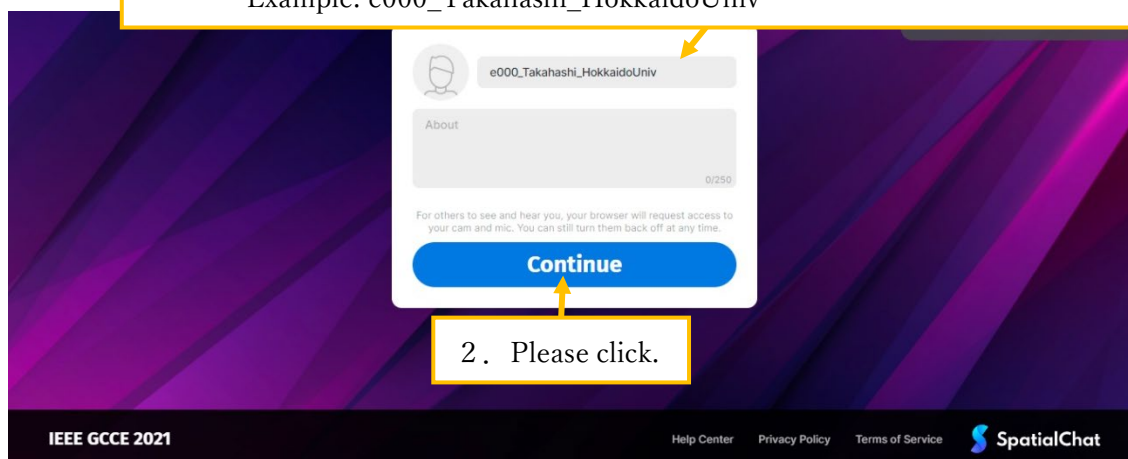 Example: e000_Takahashi_HokkaidoUniv
e000_Takahashi_HokkaidoUniv
About
0/250
For others to see and hear you, your browser will request access to
your cam and mic. You can still turn them back off at any time.
Continue
２．Please click.
IEEE GCCE 2021
Help Center Privacy Policy Terms of Service SpatialChat